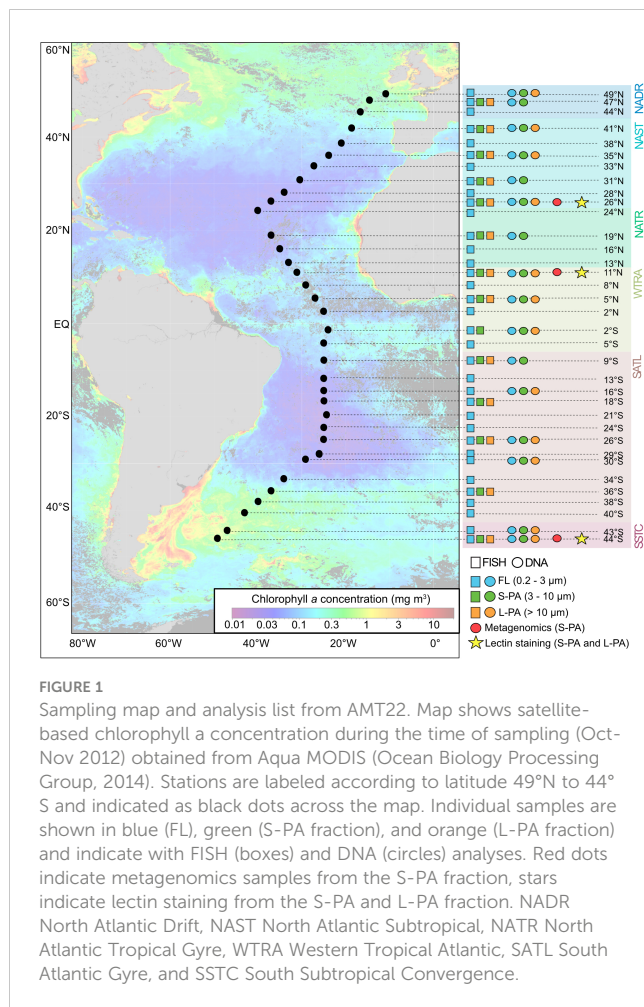 60°N
40°N
20°N
EQ
20°S
40°S
60°S
80°W
60°W
40°W
20°W
0°
Chlorophyll a concentration (mg m³)
0.01 0.03 0.1 0.3 1 3 10
49°N
47°N
44°N
41°N
38°N
35°N
33°N
31°N
28°N
26°N
24°N
19°N
16°N
13°N
11°N
8°N
5°N
2°N
2°S
5°S
9°S
13°S
16°S
18°S
21°S
24°S
26°S
29°S
30°S
34°S
36°S
38°S
40°S
43°S
44°S
NADR
NAST
NATR
WTRA
SATL
SSTC
FISH DNA
FL (0.2 - 3 µm)
S-PA (3 - 10 µm)
L-PA (> 10 µm)
Metagenomics (S-PA)
Lectin staining (S-PA and L-PA)
FIGURE 1
Sampling map and analysis list from AMT22. Map shows satellite-
based chlorophyll a concentration during the time of sampling (Oct-
Nov 2012) obtained from Aqua MODIS (Ocean Biology Processing
Group, 2014). Stations are labeled according to latitude 49°N to 44°
S and indicated as black dots across the map. Individual samples are
shown in blue (FL), green (S-PA fraction), and orange (L-PA fraction)
and indicate with FISH (boxes) and DNA (circles) analyses. Red dots
indicate metagenomics samples from the S-PA fraction, stars
indicate lectin staining from the S-PA and L-PA fraction. NADR
North Atlantic Drift, NAST North Atlantic Subtropical, NATR North
Atlantic Tropical Gyre, WTRA Western Tropical Atlantic, SATL South
Atlantic Gyre, and SSTC South Subtropical Convergence.